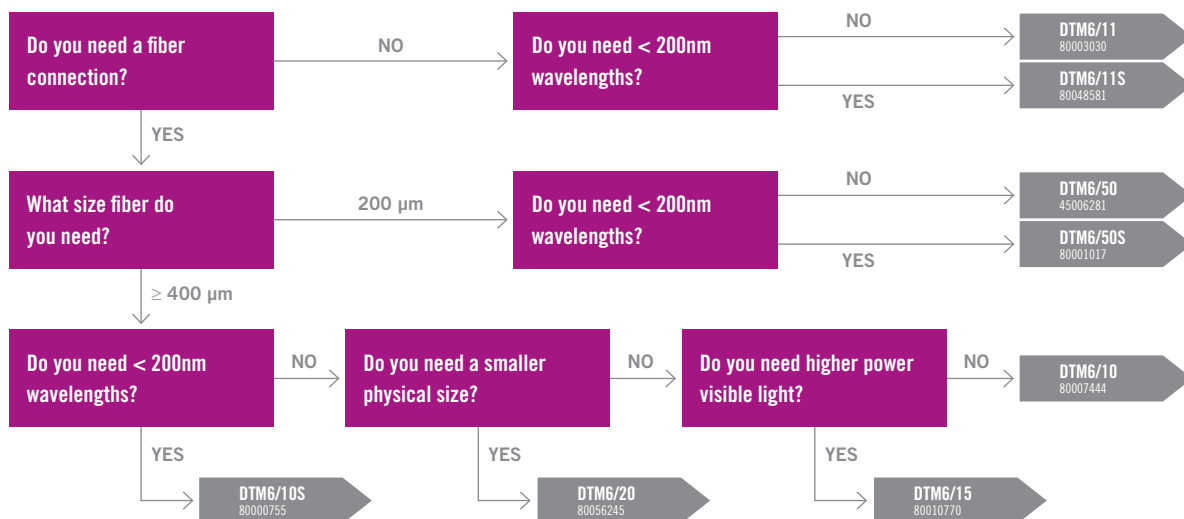 Do you need a fiber
connection?
NO
Do you need < 200nm
wavelengths?
NO
DTM6/11
80003030
YES
DTM6/11S
80048581
YES
What size fiber do
you need?
200 µm
Do you need < 200nm
wavelengths?
NO
DTM6/50
45006281
YES
DTM6/50S
80001017
≥ 400 µm
Do you need < 200nm
wavelengths?
NO
Do you need a smaller
physical size?
NO
Do you need higher power
visible light?
NO
DTM6/10
80007444
YES
DTM6/10S
80000755
YES
DTM6/20
80056245
YES
DTM6/15
80010770